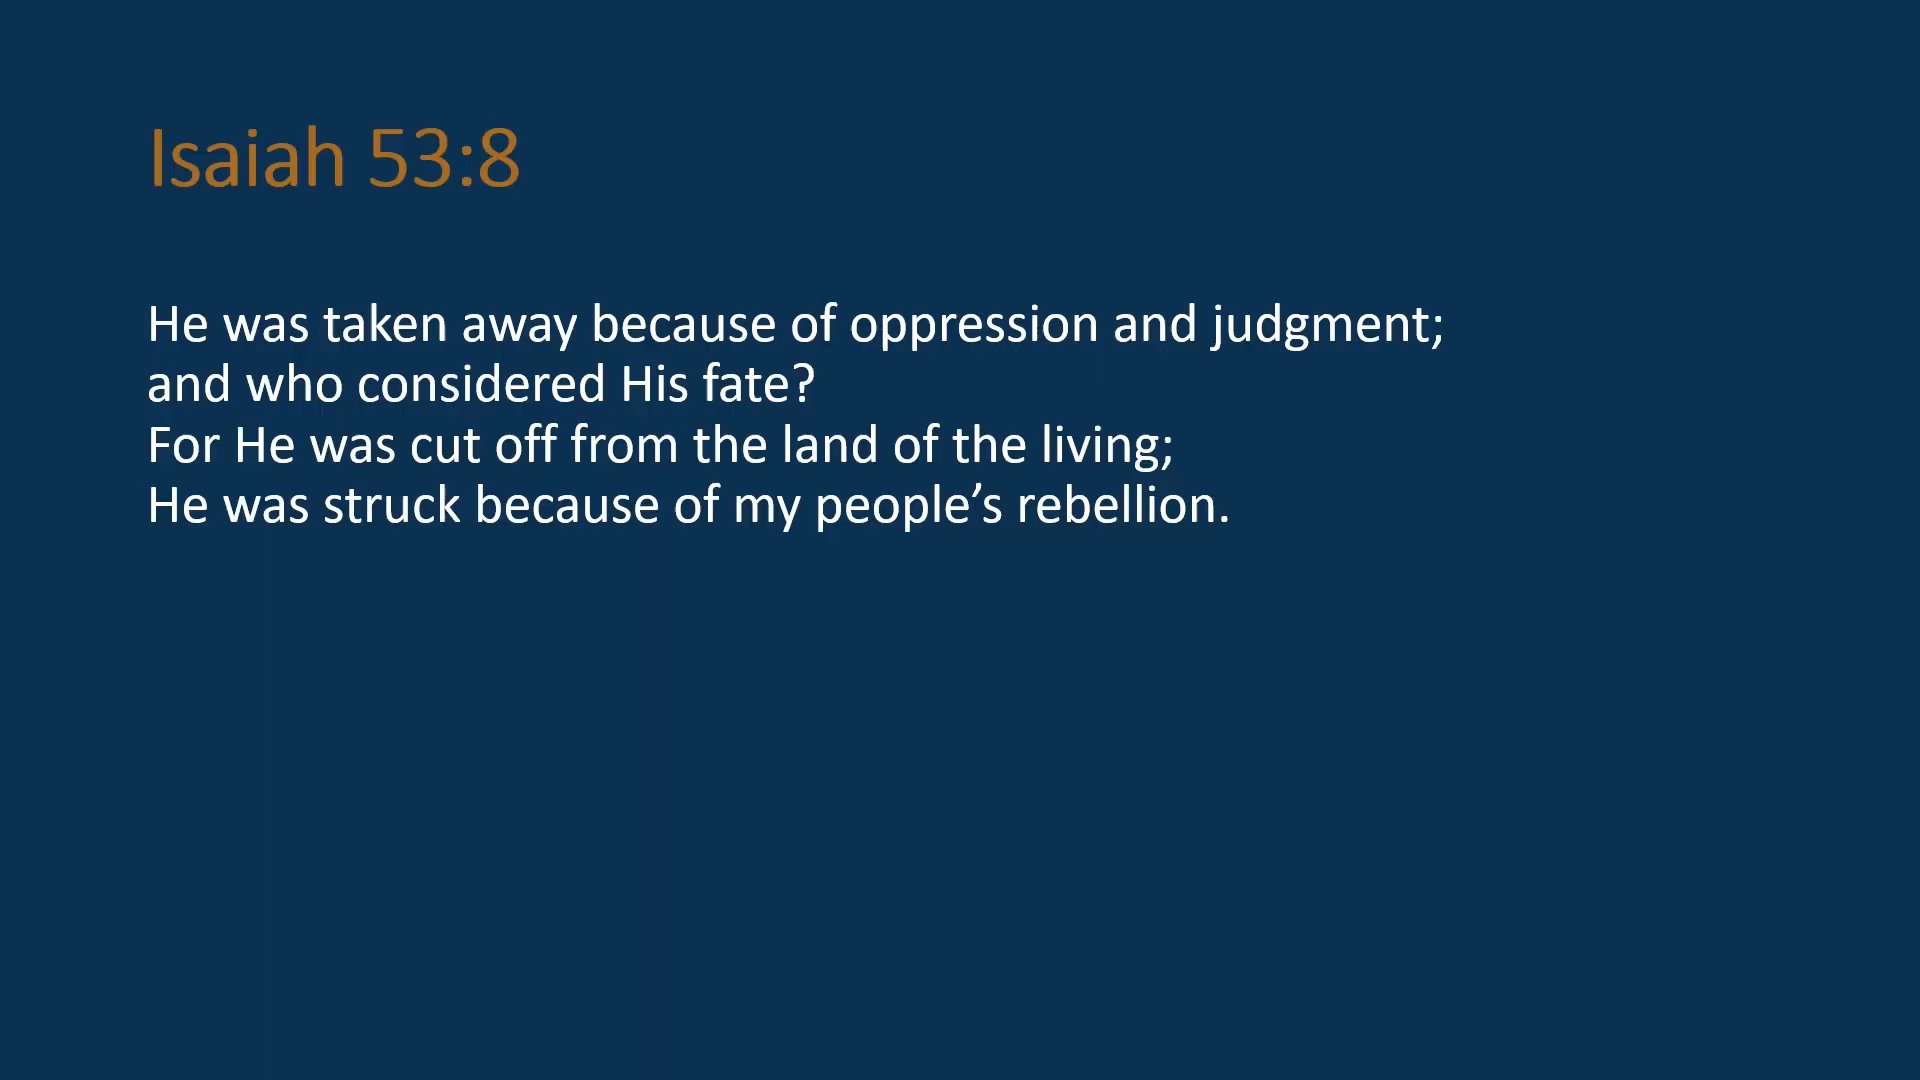 Isaiah 53:8
He was taken away because of oppression and judgment;
and who considered His fate?
For He was cut off from the land of the living;
He was struck because of my people’s rebellion.